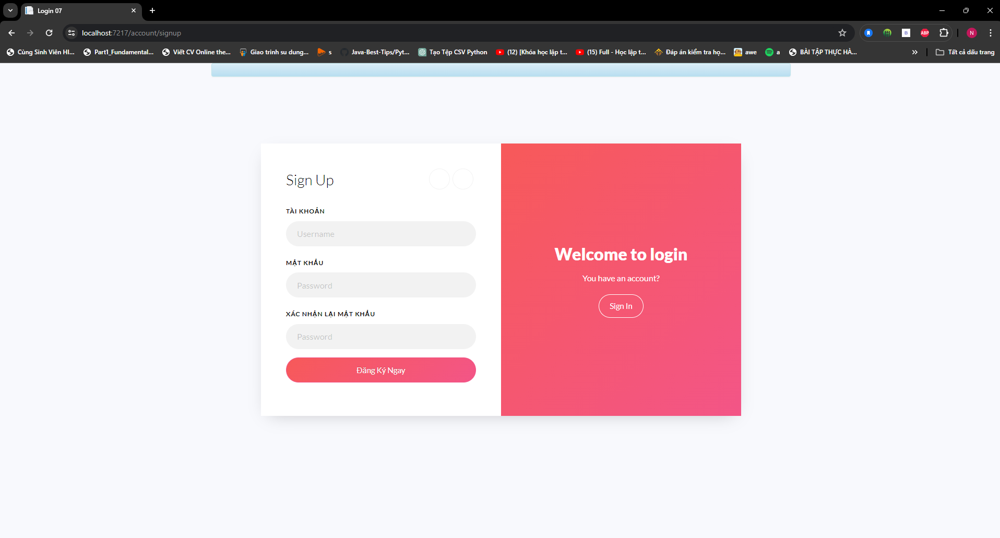 Login 07
localhost:7217/account/signup
B
ABP
N
Cùng Sinh Viên HI...
Part1_Fundamental...
Viết CV Online the...
Giao trinh su dung...
s
Java-Best-Tips/Pyt...
Tạo Tệp CSV Python
(12) [Khóa học lập t...
(15) Full - Học lập t...
Đáp án kiểm tra họ...
awe
a
BÀI TẬP THỰC HÀ...
Tất cả dấu trang
Sign Up
TÀI KHOẢN
Username
MẬT KHẨU
Password
XÁC NHẬN LẠI MẬT KHẨU
Password
Đăng Ký Ngay
Welcome to login
You have an account?
Sign In